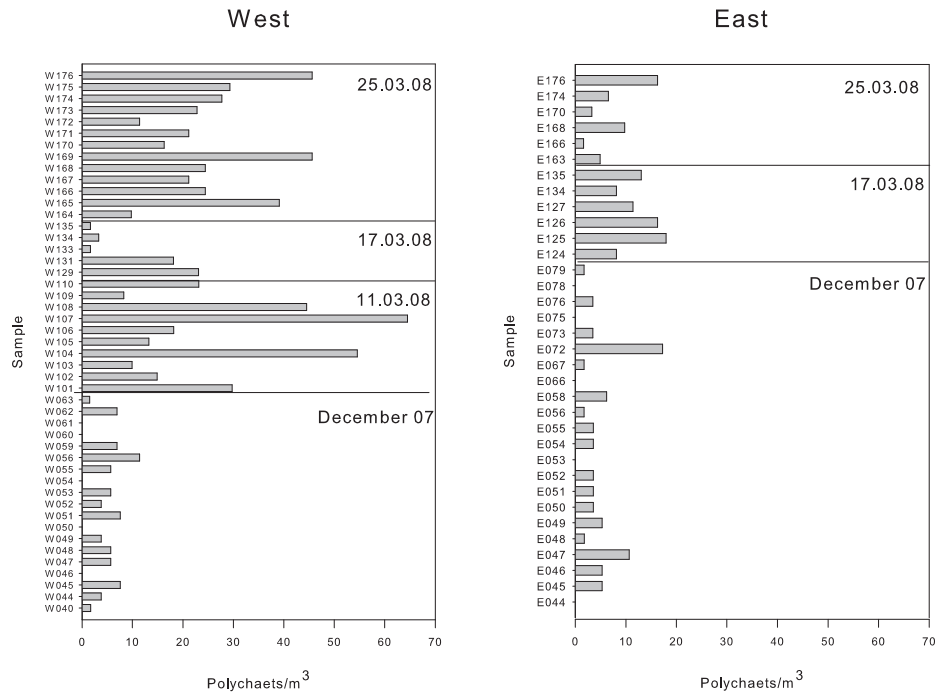 West
East
W176
W175
W174
W173
W172
W171
W170
W169
W168
W167
W166
W165
W164
W135
W134
W133
W131
W129
W110
W109
W108
W107
W106
W105
W104
W103
W102
W101
W063
W062
W061
W060
W059
W056
W055
W054
W053
W052
W051
W050
W049
W048
W047
W046
W045
W044
W040
25.03.08
17.03.08
11.03.08
December 07
Sample
0 10 20 30 40 50 60 70
Polychaets/m³
E176
E174
E170
E168
E166
E163
E135
E134
E127
E126
E125
E124
E079
E078
E076
E075
E073
E072
E067
E066
E058
E056
E055
E054
E053
E052
E051
E050
E049
E048
E047
E046
E045
E044
25.03.08
17.03.08
December 07
Sample
0 10 20 30 40 50 60 70
Polychaets/m³